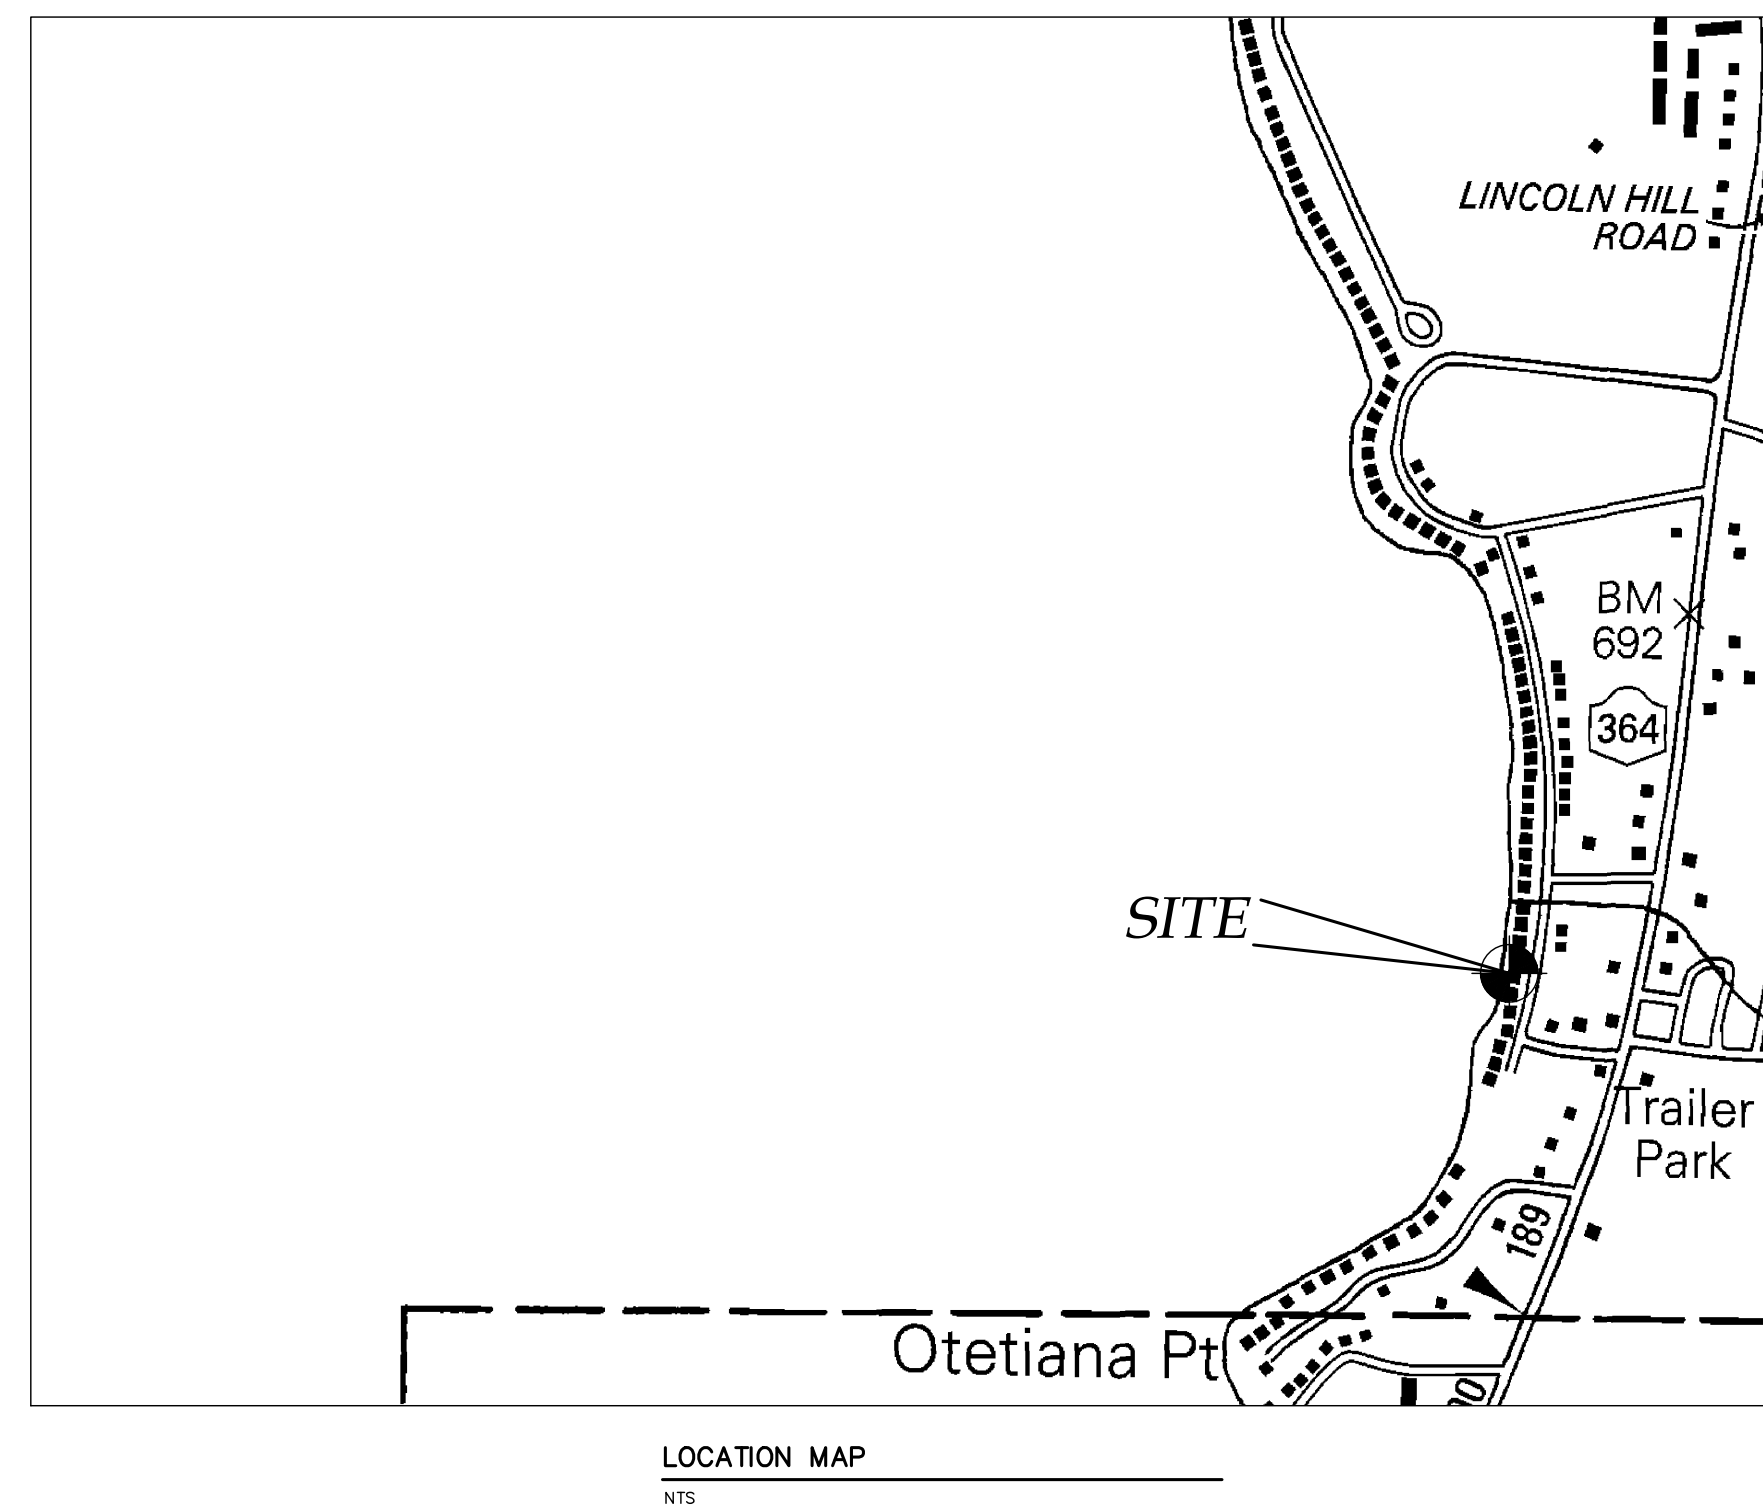 LINCOLN HILL
ROAD
BM
692
364
SITE
Trailer
Park
189
Otetiana Pt
LOCATION MAP
NTS